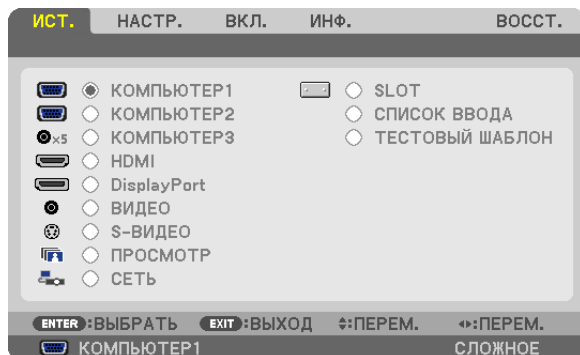 ИСТ. НАСТР. ВКЛ. ИНФ. ВОССТ.
КОМПЬЮТЕР1 SLOT
КОМПЬЮТЕР2 СПИСОК ВВОДА
×5 КОМПЬЮТЕР3 ТЕСТОВЫЙ ШАБЛОН
HDMI
DisplayPort
ВИДЕО
S-ВИДЕО
ПРОСМОТР
СЕТЬ
ENTER :ВЫБРАТЬ EXIT :ВЫХОД :ПЕРЕМ. :ПЕРЕМ.
КОМПЬЮТЕР1 СЛОЖНОЕ